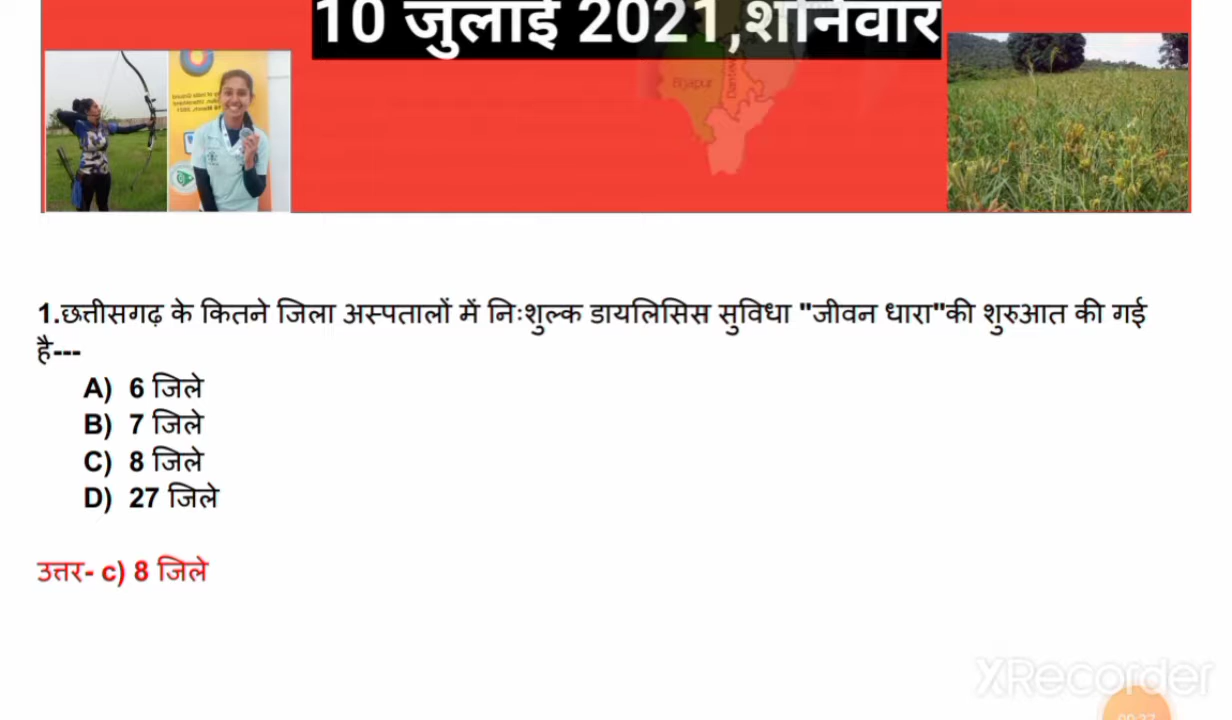 10 जुलाई 2021,शनिवार
Bijapur
1.छत्तीसगढ़ के कितने जिला अस्पतालों में निःशुल्क डायलिसिस सुविधा "जीवन धारा"की शुरुआत की गई
है---
A) 6 जिले
B) 7 जिले
C) 8 जिले
D) 27 जिले
उत्तर- c) 8 जिले
XRecorder